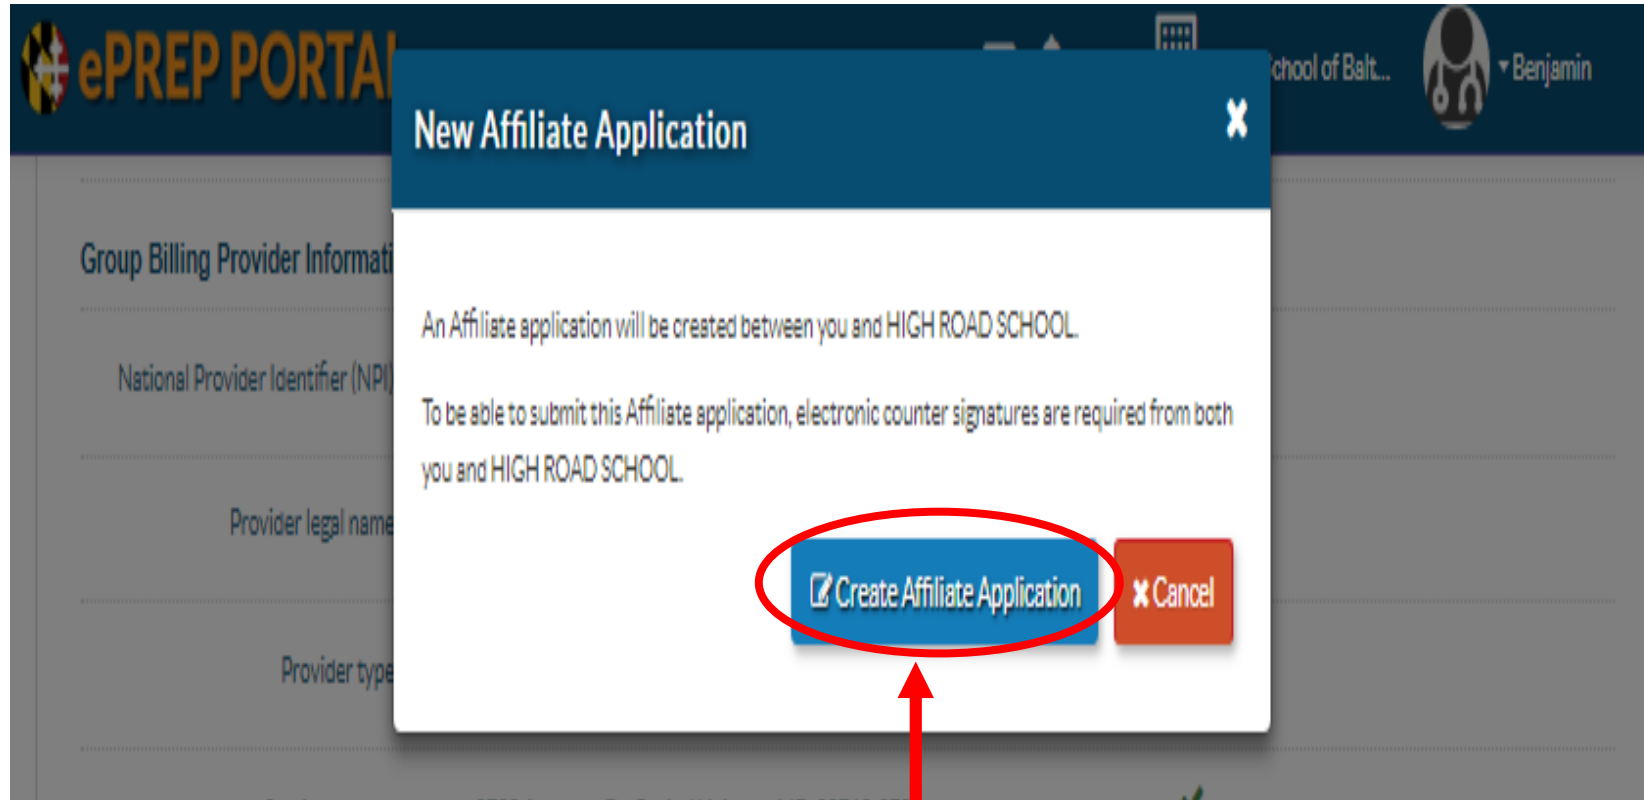 ePREP PORTAL
chool of Balt...
Benjamin
New Affiliate Application
Group Billing Provider Informati
An Affiliate application will be created between you and HIGH ROAD SCHOOL.
National Provider Identifier (NPI)
To be able to submit this Affiliate application, electronic counter signatures are required from both
you and HIGH ROAD SCHOOL.
Provider legal name
Create Affiliate Application
Cancel
Provider type